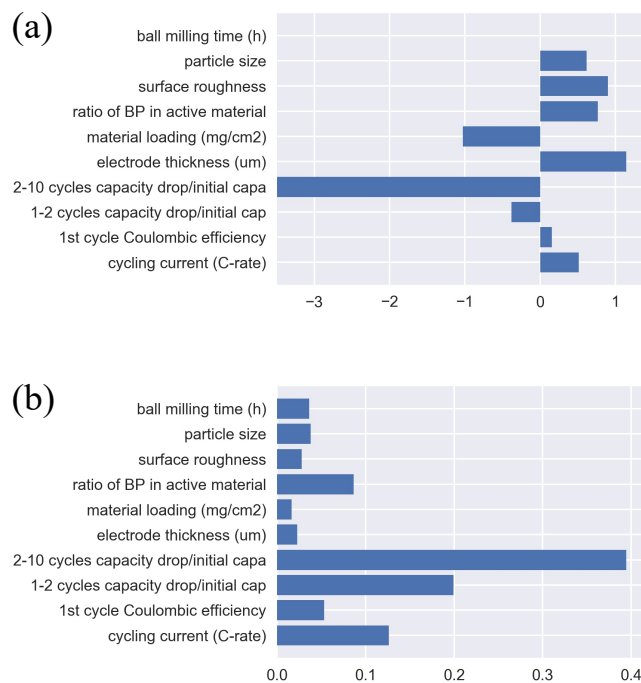 (a)
ball milling time (h)
particle size
surface roughness
ratio of BP in active material
material loading (mg/cm2)
electrode thickness (um)
2-10 cycles capacity drop/initial capa
1-2 cycles capacity drop/initial cap
1st cycle Coulombic efficiency
cycling current (C-rate)
−3 −2 −1 0 1
(b)
ball milling time (h)
particle size
surface roughness
ratio of BP in active material
material loading (mg/cm2)
electrode thickness (um)
2-10 cycles capacity drop/initial capa
1-2 cycles capacity drop/initial cap
1st cycle Coulombic efficiency
cycling current (C-rate)
0.0 0.1 0.2 0.3 0.4